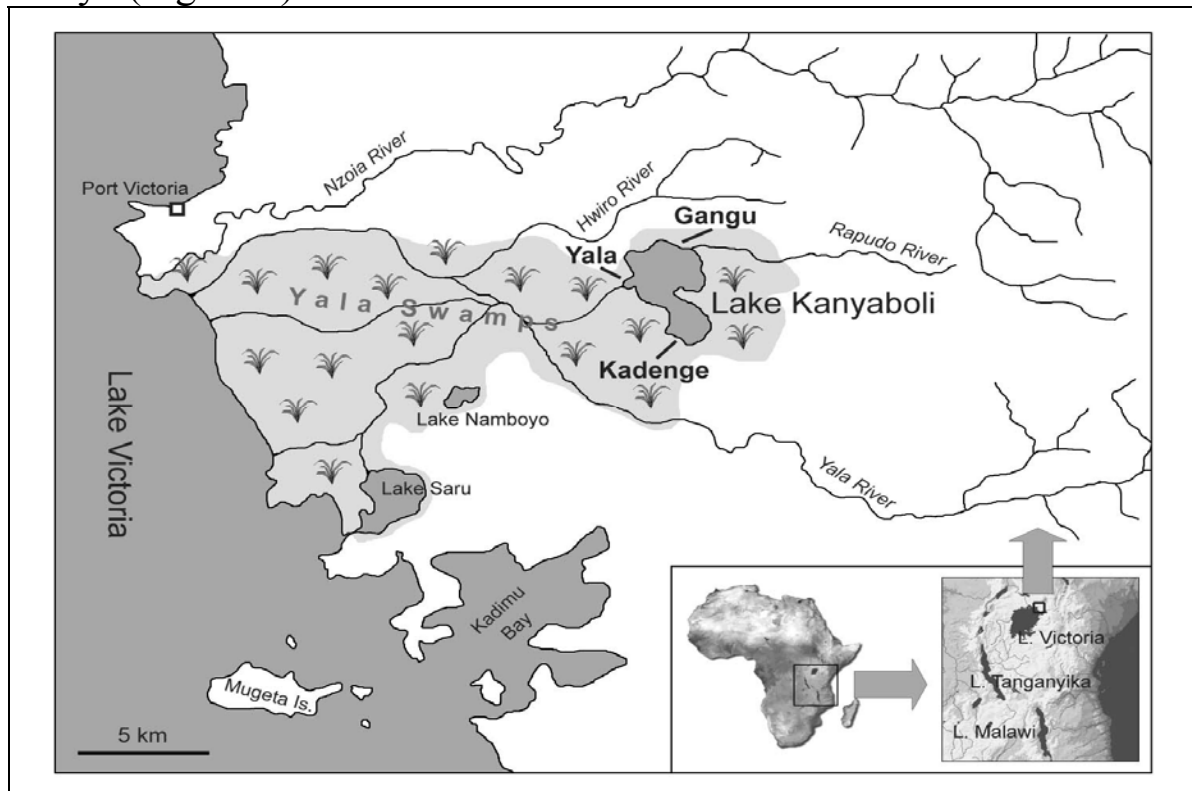 Port Victoria
Nzoia River
Hwiro River
Gangu
Rapudo River
Yala
Lake Kanyaboli
Yala Swamps
Kadenge
Lake Namboyo
Lake Victoria
Lake Saru
Yala River
Kadimu
Bay
Mugeta Is.
5 km
L. Victoria
L. Tanganyika
L. Malawi